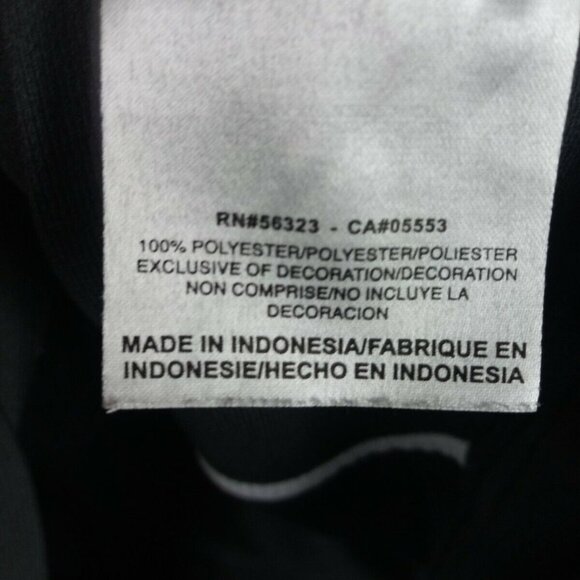 RN#56323 - CA#05553
100% POLYESTER/POLYESTER/POLIESTER
EXCLUSIVE OF DECORATION/DECORATION
NON COMPRISE/NO INCLUYE LA
DECORACION
MADE IN INDONESIA/FABRIQUE EN
INDONESIE/HECHO EN INDONESIA